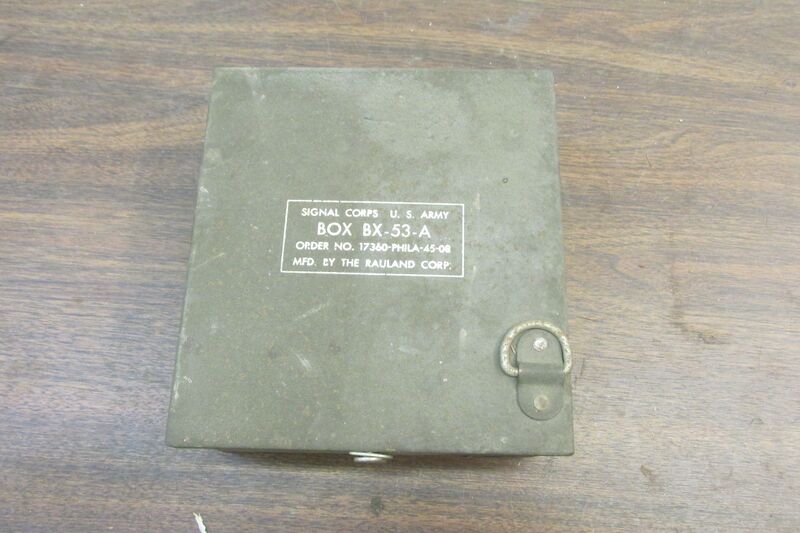 SIGNAL CORPS U. S. ARMY
BOX BX-53-A
ORDER NO. 17360-PHILA-45-08
MFD. BY THE RAULAND CORP.